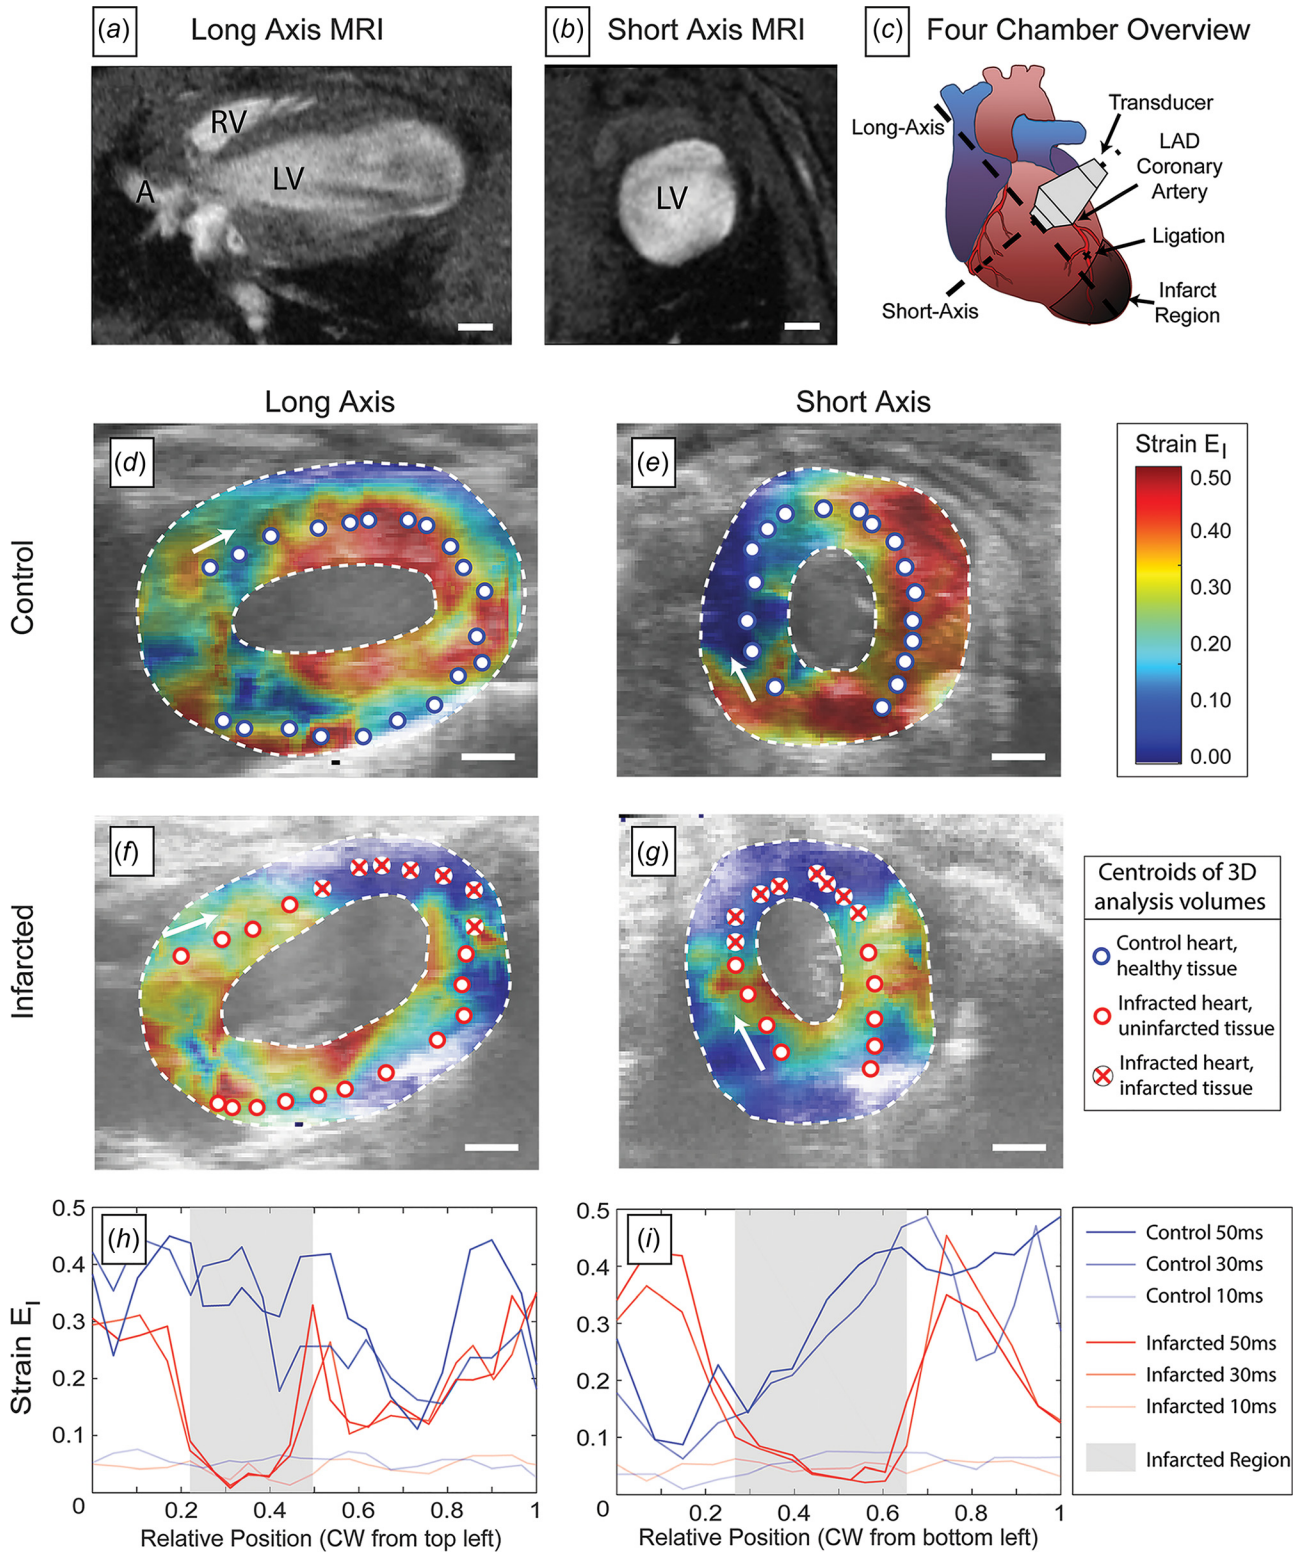 (a) Long Axis MRI
(b) Short Axis MRI
(c) Four Chamber Overview
RV
A
LV
LV
Long-Axis
Short-Axis
Transducer
LAD
Coronary
Artery
Ligation
Infarct
Region
Long Axis
Short Axis
Control
(d)
(e)
Strain EI
0.50
0.40
0.30
0.20
0.10
0.00
Infarcted
(f)
(g)
Centroids of 3D
analysis volumes
Control heart,
healthy tissue
Infracted heart,
uninfarcted tissue
Infracted heart,
infarcted tissue
Strain EI
(h)
0.5
0.4
0.3
0.2
0.1
0
0.2
0.4
0.6
0.8
1
Relative Position (CW from top left)
(i)
0.5
0.4
0.3
0.2
0.1
0
0
0.2
0.4
0.6
0.8
1
Relative Position (CW from bottom left)
Control 50ms
Control 30ms
Control 10ms
Infarcted 50ms
Infarcted 30ms
Infarcted 10ms
Infarcted Region